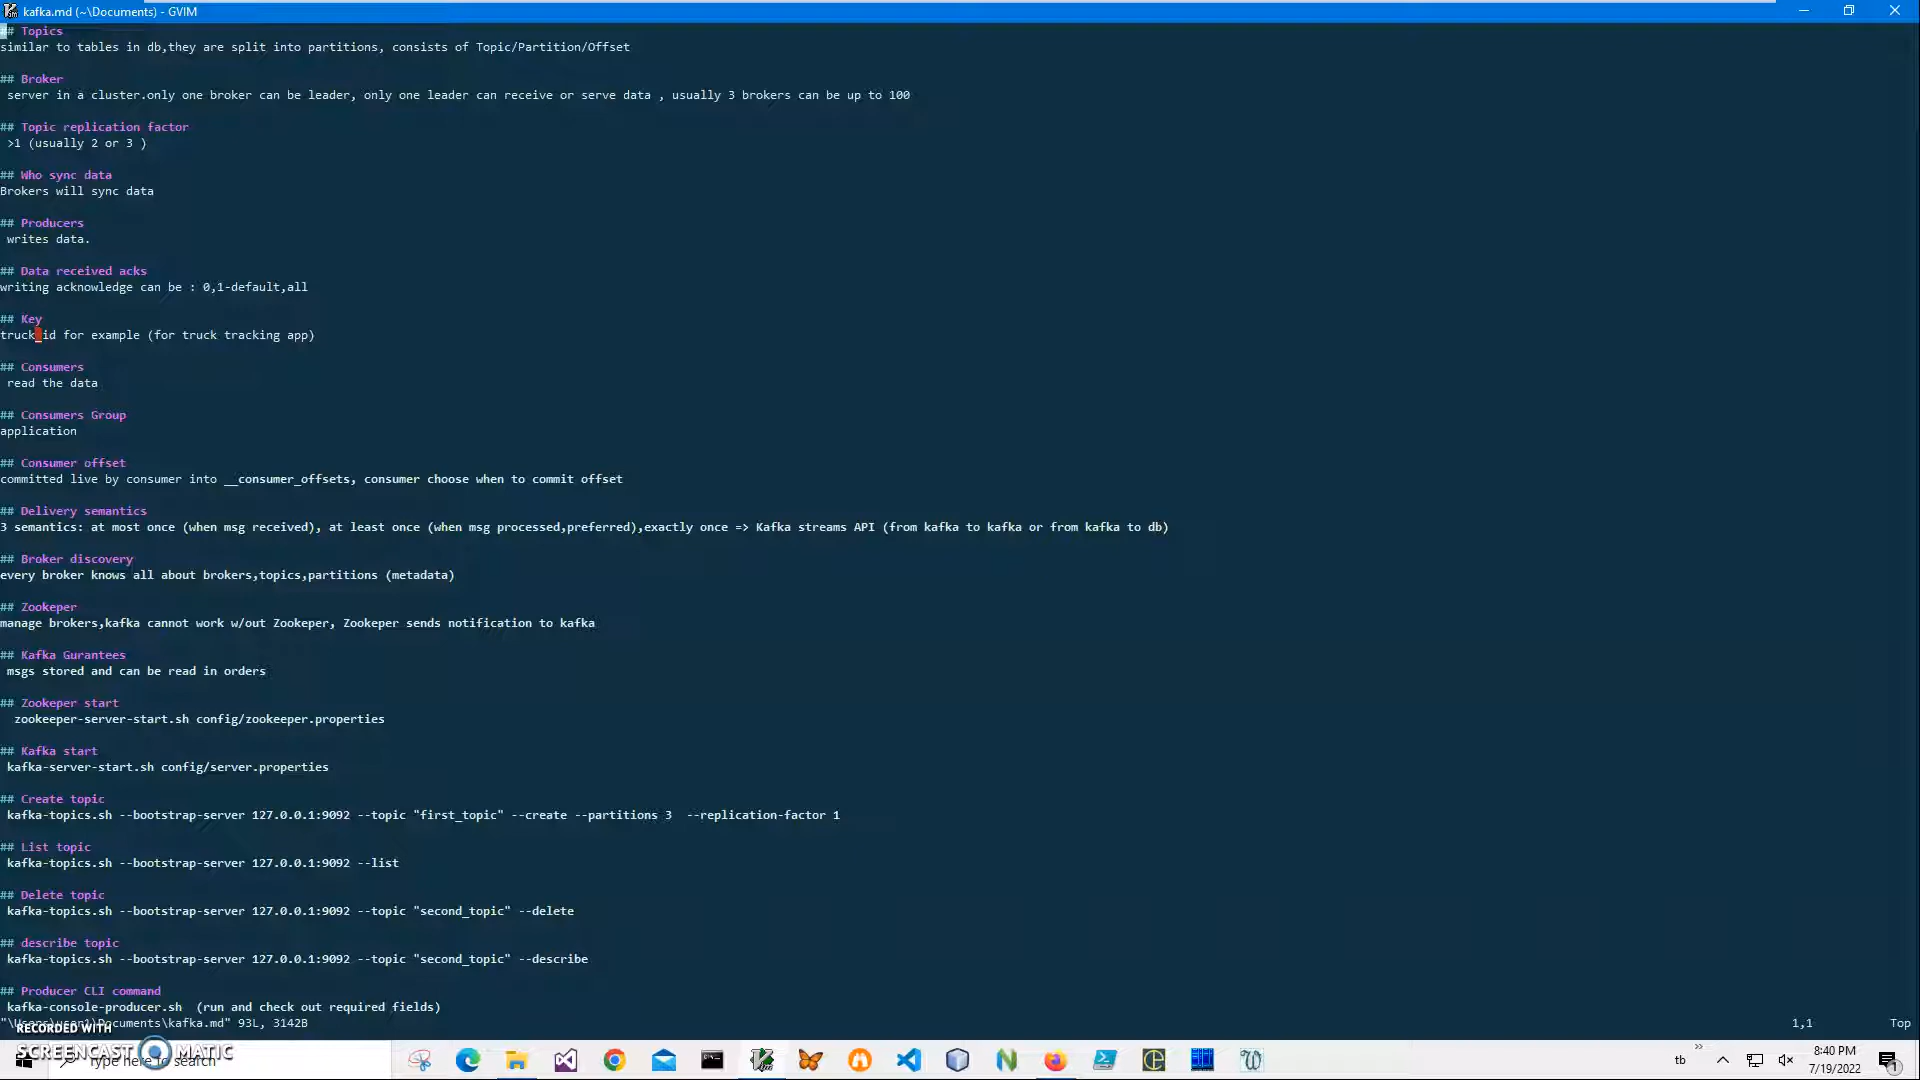 kafka.md (~\Documents) - GVIM
## Topics
similar to tables in db,they are split into partitions, consists of Topic/Partition/Offset
## Broker
server in a cluster.only one broker can be leader, only one leader can receive or serve data , usually 3 brokers can be up to 100
## Topic replication factor
>1 (usually 2 or 3 )
## Who sync data
Brokers will sync data
## Producers
writes data.
## Data received acks
writing acknowledge can be : 0,1-default,all
## Key
truck_id for example (for truck tracking app)
## Consumers
read the data
## Consumers Group
application
## Consumer offset
committed live by consumer into __consumer_offsets, consumer choose when to commit offset
## Delivery semantics
3 semantics: at most once (when msg received), at least once (when msg processed,preferred),exactly once => Kafka streams API (from kafka to kafka or from kafka to db)
## Broker discovery
every broker knows all about brokers,topics,partitions (metadata)
## Zookeper
manage brokers,kafka cannot work w/out Zookeper, Zookeper sends notification to kafka
## Kafka Gurantees
msgs stored and can be read in orders
## Zookeper start
zookeeper-server-start.sh config/zookeeper.properties
## Kafka start
kafka-server-start.sh config/server.properties
## Create topic
kafka-topics.sh --bootstrap-server 127.0.0.1:9092 --topic "first_topic" --create --partitions 3  --replication-factor 1
## List topic
kafka-topics.sh --bootstrap-server 127.0.0.1:9092 --list
## Delete topic
kafka-topics.sh --bootstrap-server 127.0.0.1:9092 --topic "second_topic" --delete
## describe topic
kafka-topics.sh --bootstrap-server 127.0.0.1:9092 --topic "second_topic" --describe
## Producer CLI command
kafka-console-producer.sh  (run and check out required fields)
"\Users\user1\Documents\kafka.md" 93L, 3142B 1,1 Top
RECORDED WITH
SCREENCAST MATIC
Type here to search
tb
8:40 PM
7/19/2022
1